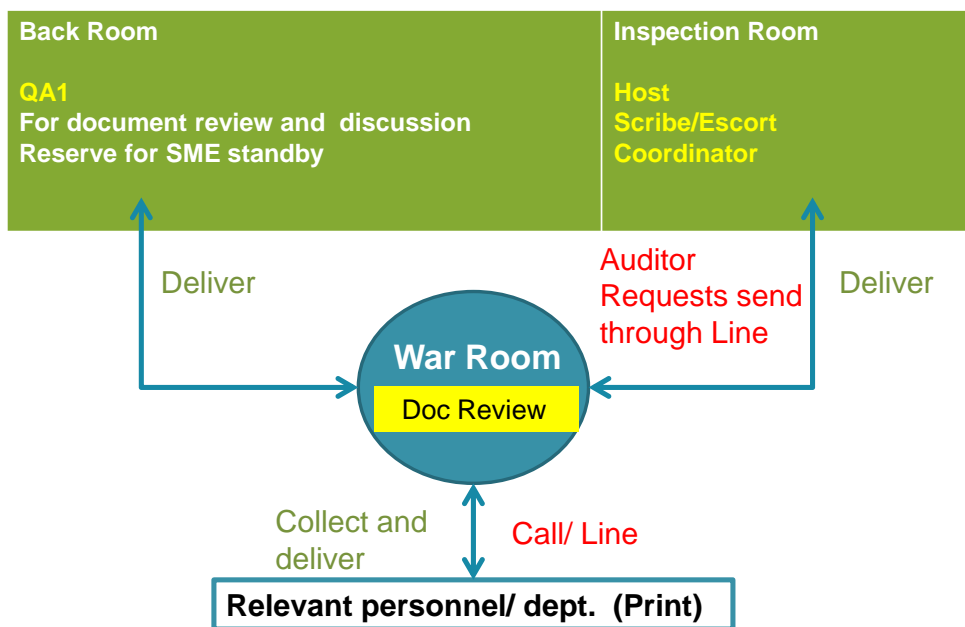 Back Room
QA1
For document review and discussion
Reserve for SME standby
Inspection Room
Host
Scribe/Escort
Coordinator
Deliver
Auditor
Requests send
through Line
Deliver
War Room
Doc Review
Collect and
deliver
Call/ Line
Relevant personnel/ dept. (Print)